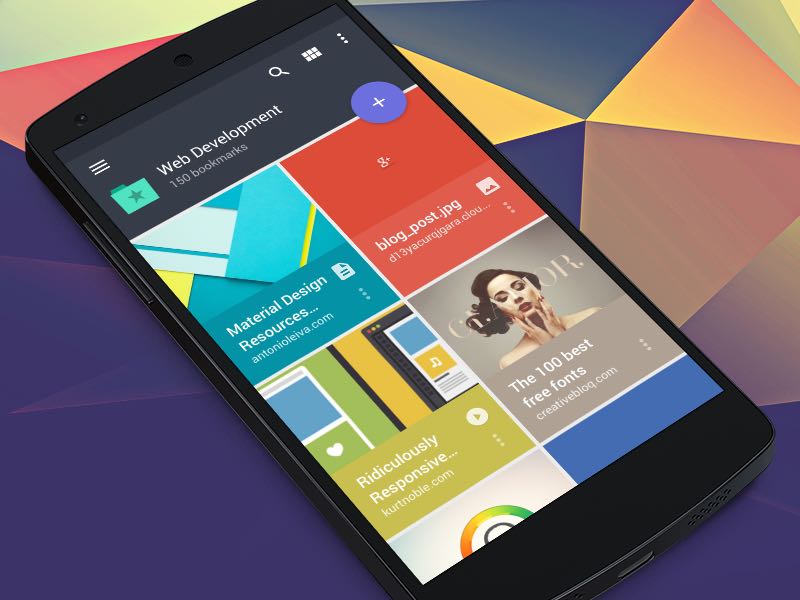 Web Development
150 bookmarks
+
g+
blog_post.jpg
d13yacurqjgara.clou...
Material Design
Resources...
antonioleiva.com
GLAMOR.
The 100 best
free fonts
creativebloq.com
Ridiculously
Responsive...
kurtnoble.com